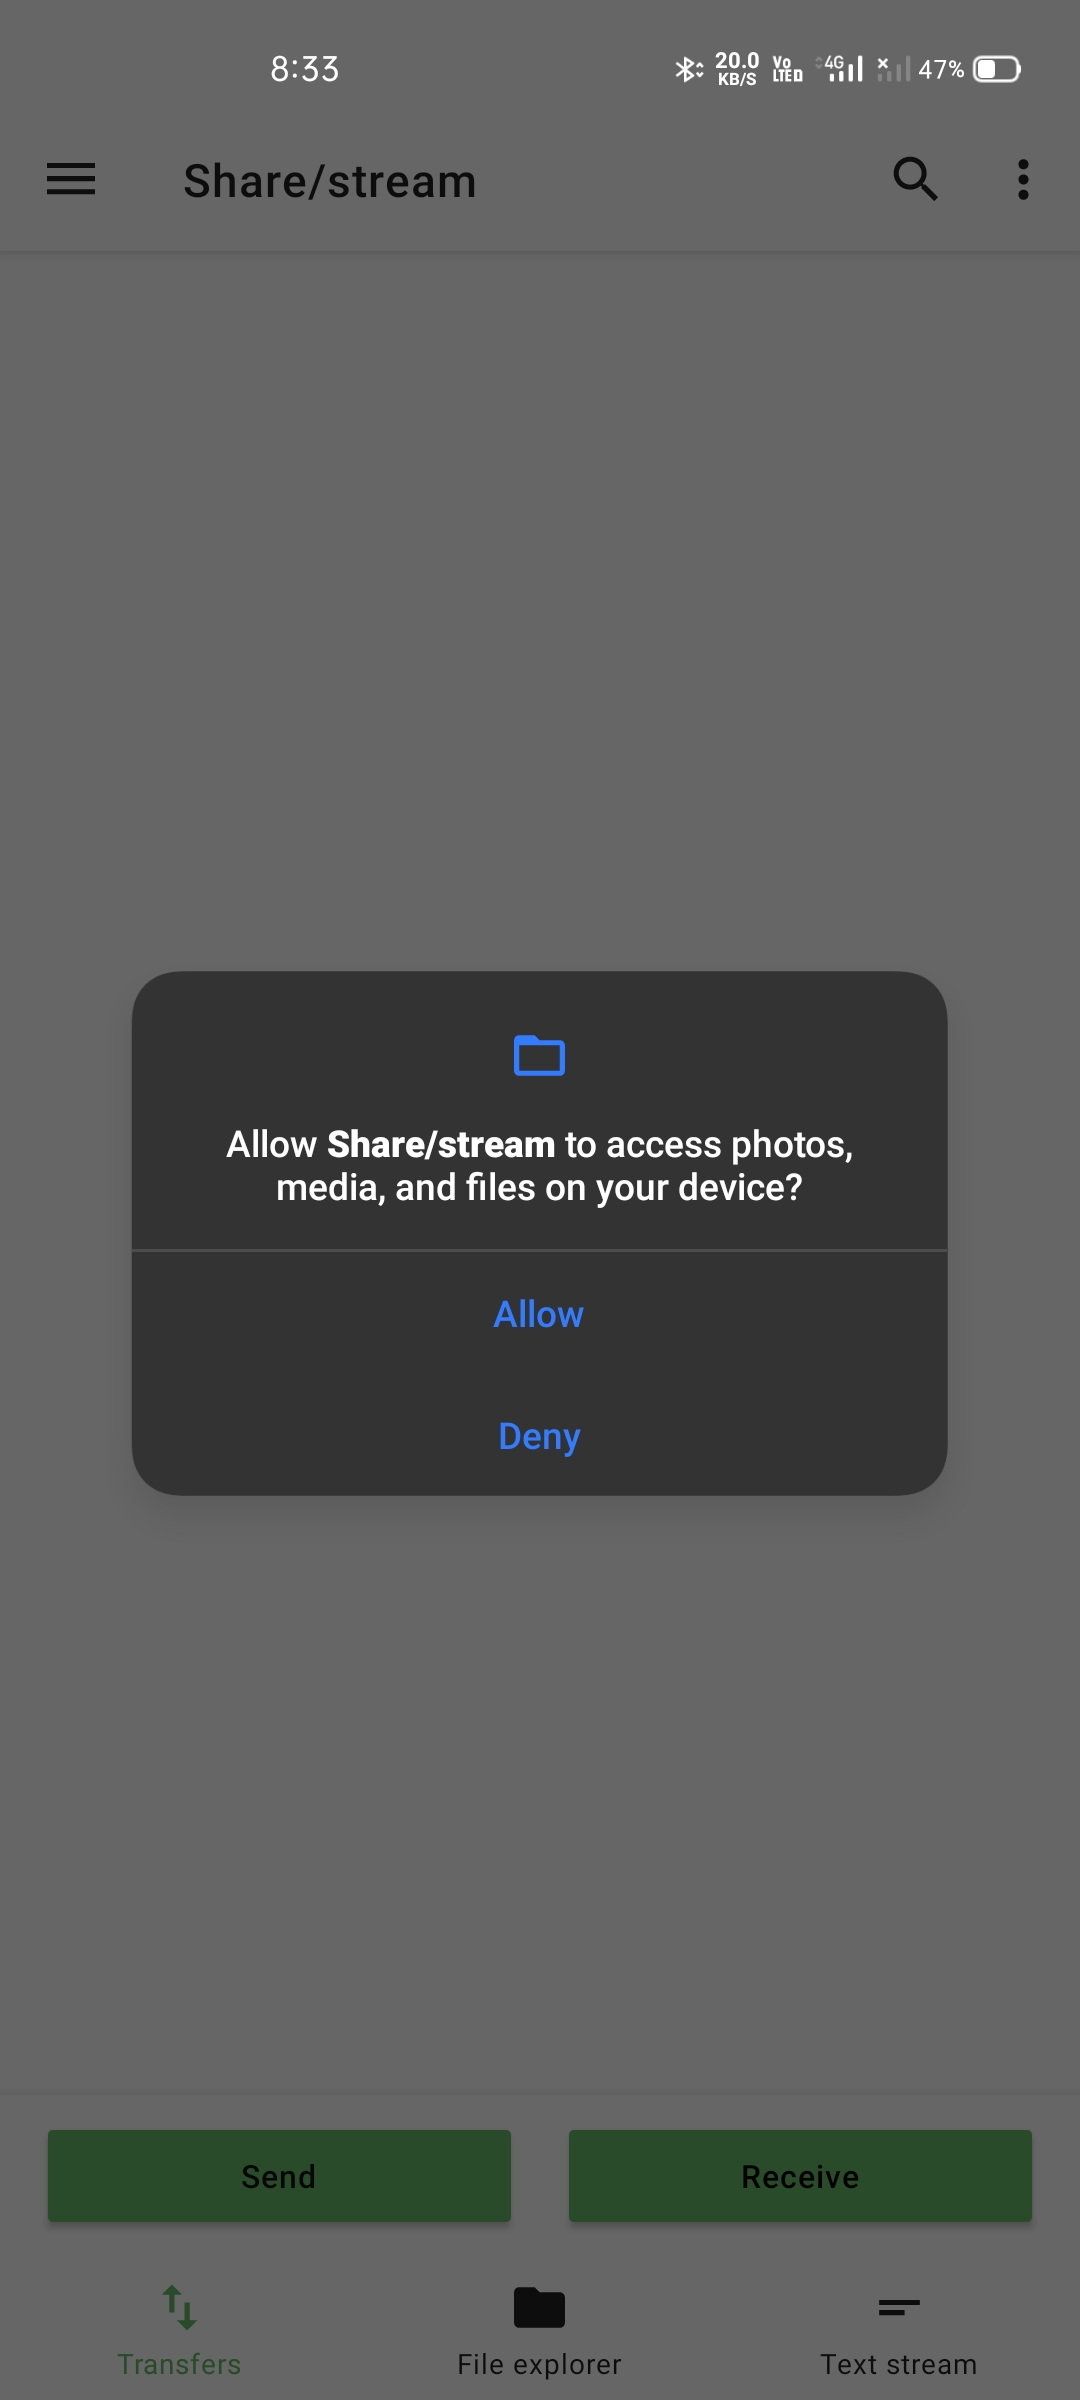 8:33
20.0
KB/S
Vo
LTED
4G
47%
Share/stream
Allow Share/stream to access photos,
media, and files on your device?
Allow
Deny
Send
Receive
Transfers
File explorer
Text stream